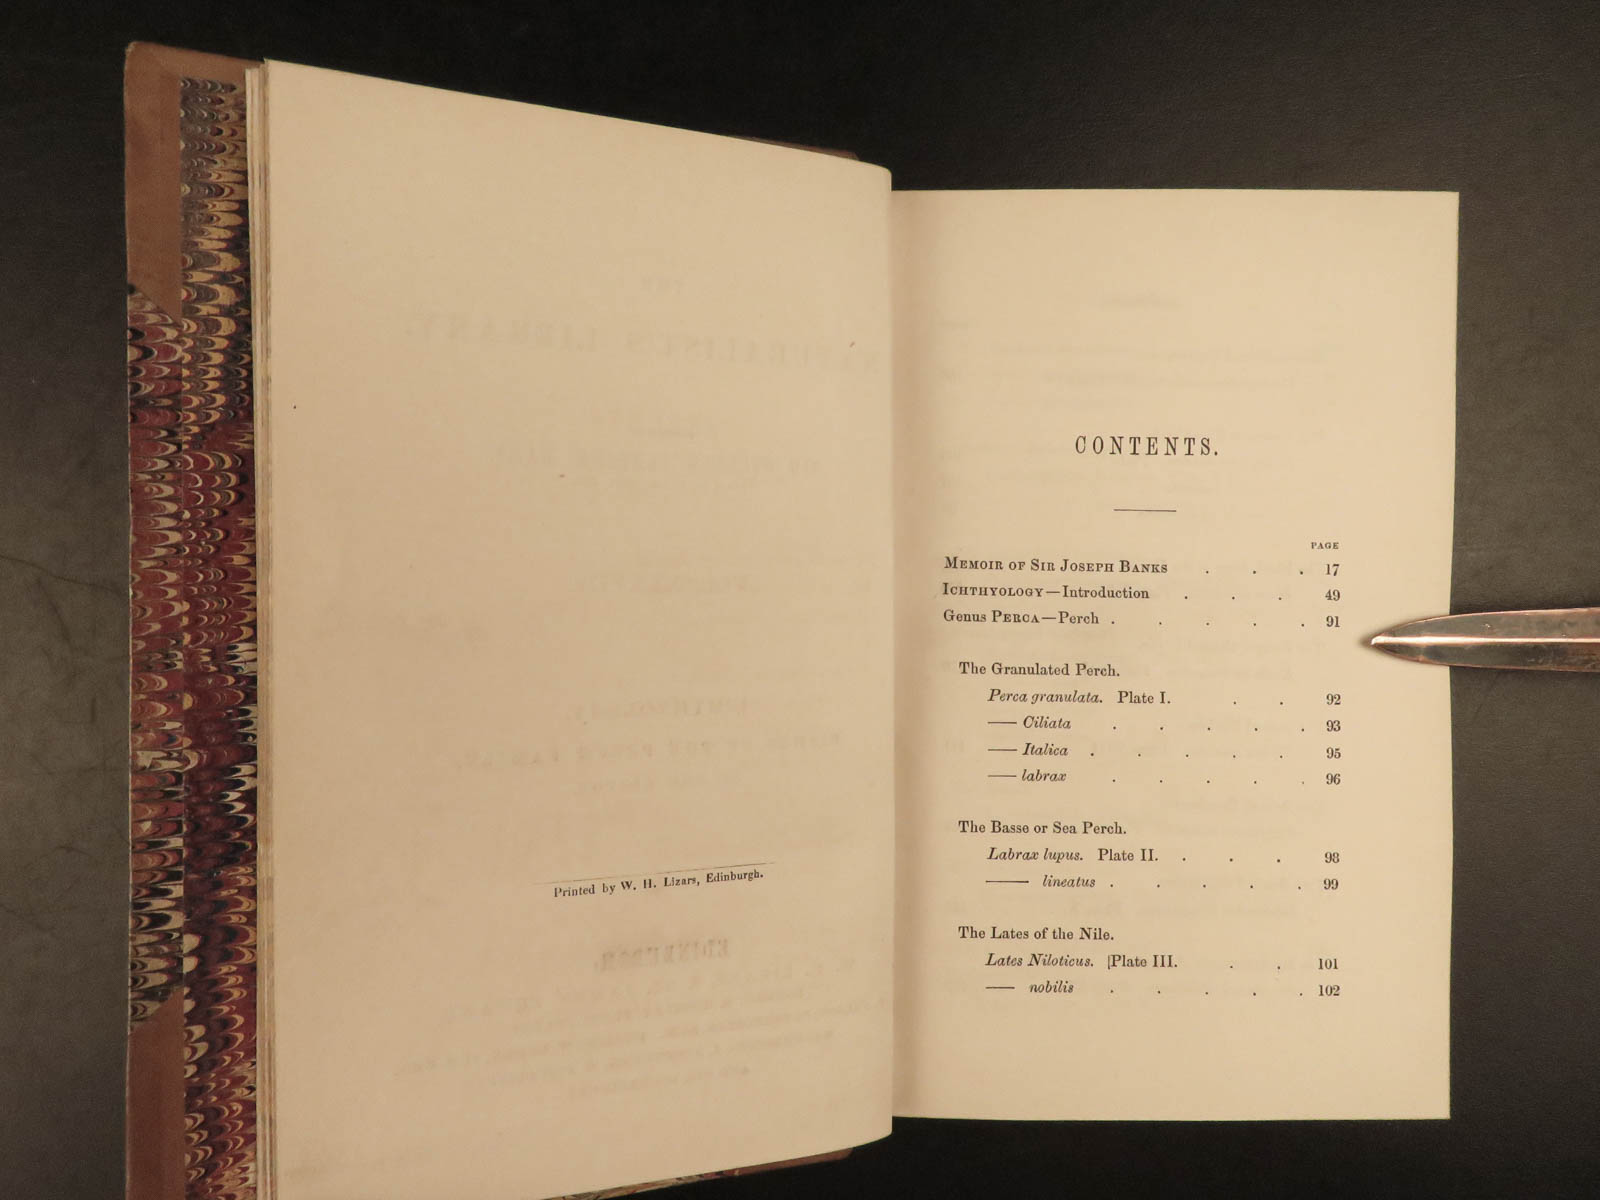 Printed by W. H. Lizars, Edinburgh.
CONTENTS.
PAGE
MEMOIR OF SIR JOSEPH BANKS . . . 17
ICHTHYOLOGY—Introduction . . . 49
Genus PERCA—Perch . . . . . 91
The Granulated Perch.
Perca granulata. Plate I. . . 92
—— Ciliata . . . . . 93
—— Italica . . . . . 95
—— labrax . . . . . 96
The Basse or Sea Perch.
Labrax lupus. Plate II. . . . 98
—— lineatus . . . . . 99
The Lates of the Nile.
Lates Niloticus. Plate III. . . 101
—— nobilis . . . . . 102